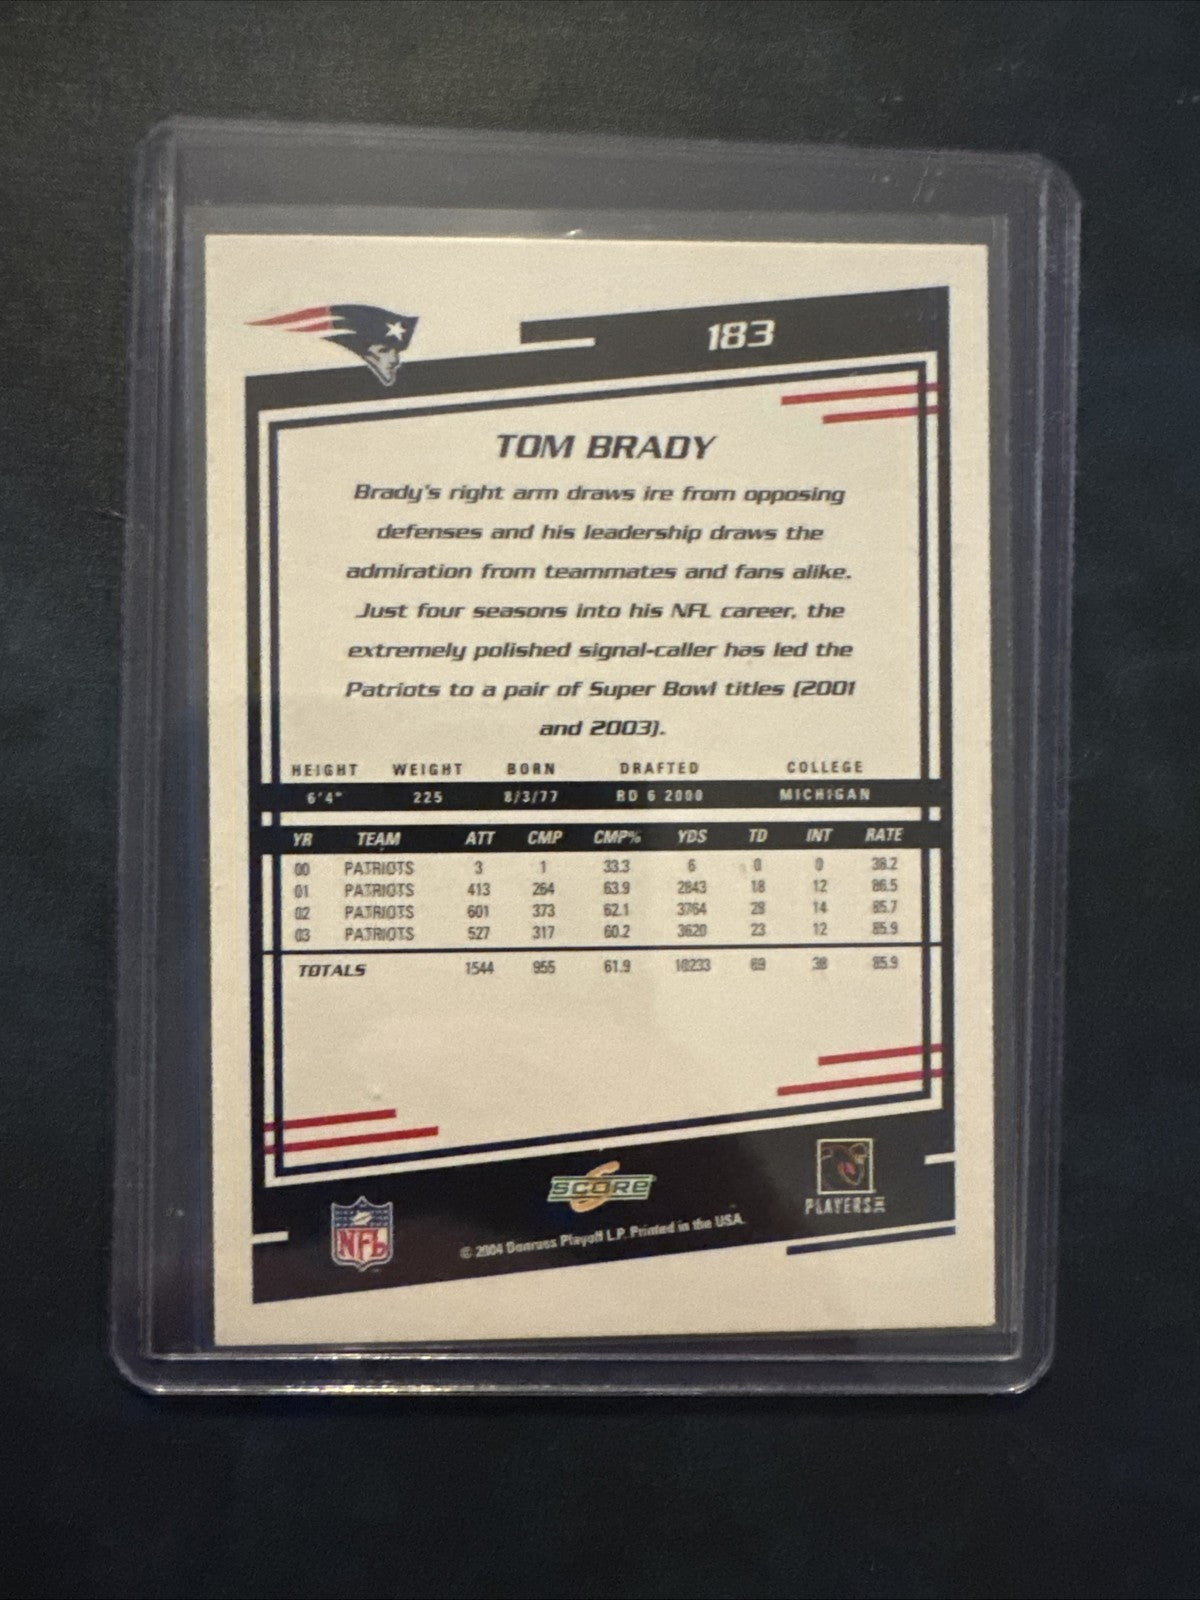 183
TOM BRADY
Brady's right arm draws ire from opposing
defenses and his leadership draws the
admiration from teammates and fans alike.
Just four seasons into his NFL career, the
extremely polished signal-caller has led the
Patriots to a pair of Super Bowl titles (2001
and 2003).
HEIGHT WEIGHT BORN DRAFTED COLLEGE
6'4" 225 8/3/77 RD 6 2000 MICHIGAN
YR TEAM ATT CMP CMP% YDS TD INT RATE
00 PATRIOTS 3 1 33.3 6 0 0 38.2
01 PATRIOTS 413 264 63.9 2843 18 12 86.5
02 PATRIOTS 601 373 62.1 3764 28 14 85.7
03 PATRIOTS 527 317 60.2 3620 23 12 85.9
TOTALS 1544 955 61.9 10233 69 38 85.9
SCORE
PLAYERS INC
NFL
© 2004 Donruss Playoff L.P. Printed in the USA.